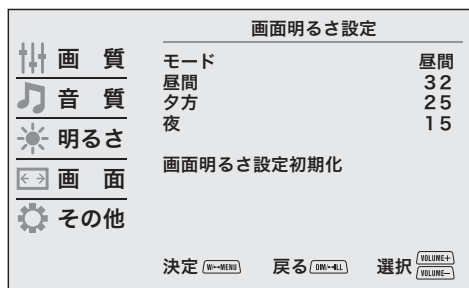 画面明るさ設定
画 質
音 質
明るさ
画 面
その他
モード 昼間
昼間 32
夕方 25
夜 15
画面明るさ設定初期化
決定 戻る 選択 VOLUME+ VOLUME−